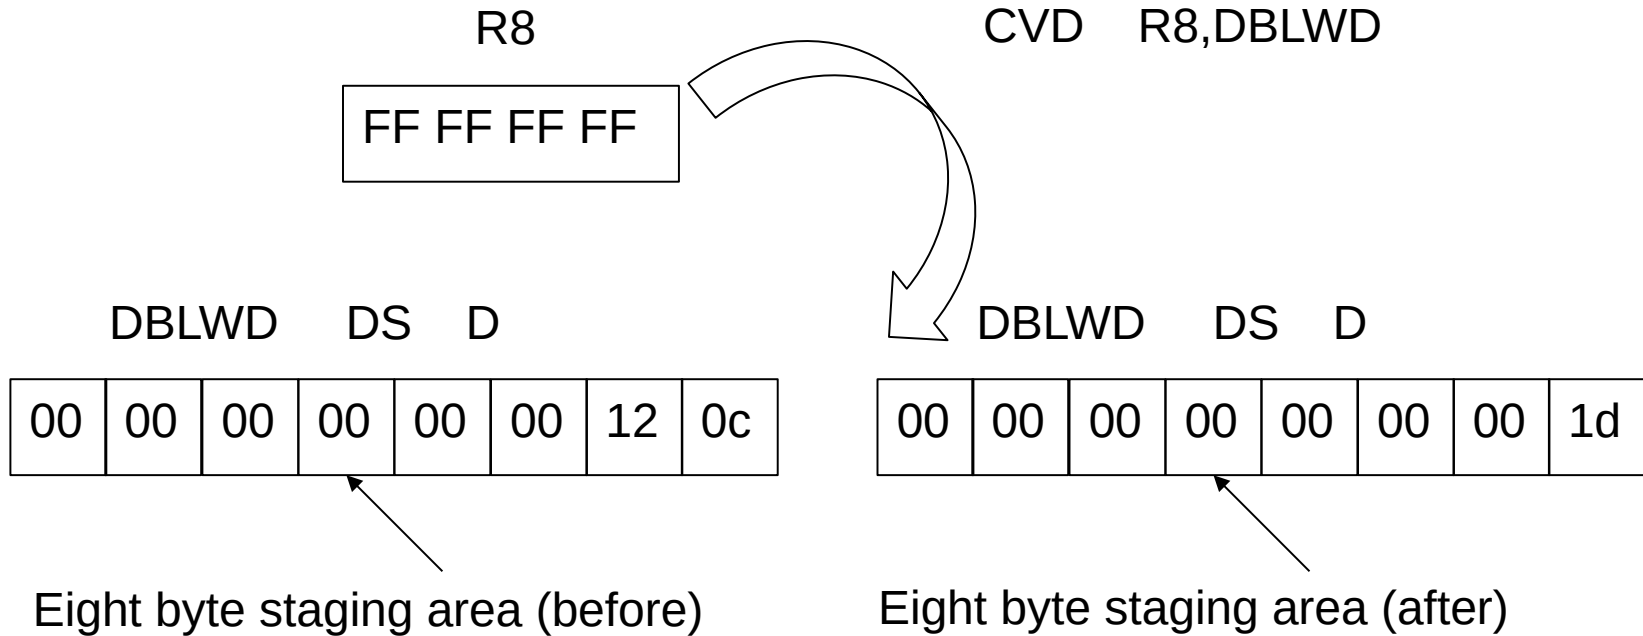 R8
CVD R8,DBLWD
FF FF FF FF
DBLWD DS D
DBLWD DS D
00 00 00 00 00 00 12 0c
00 00 00 00 00 00 00 1d
Eight byte staging area (before)
Eight byte staging area (after)